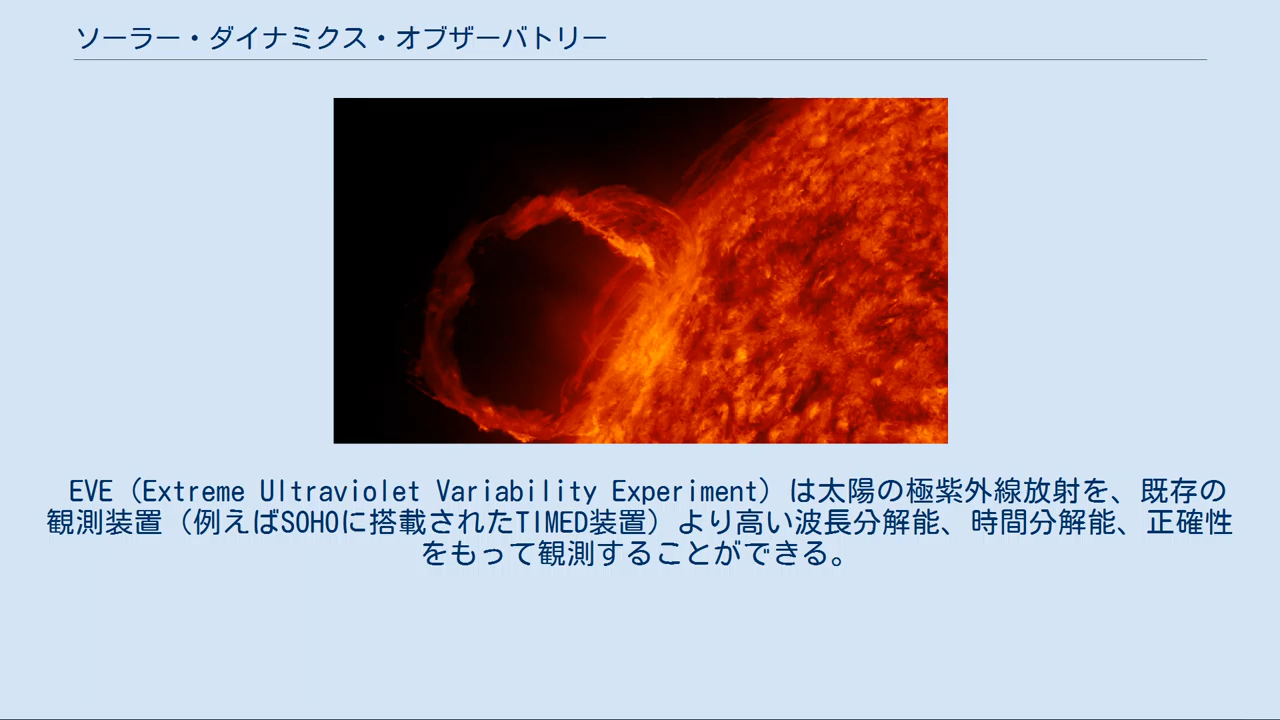 ソーラー・ダイナミクス・オブザーバトリー
EVE（Extreme Ultraviolet Variability Experiment）は太陽の極紫外線放射を、既存の
観測装置（例えばSOHOに搭載されたTIMED装置）より高い波長分解能、時間分解能、正確性
をもって観測することができる。